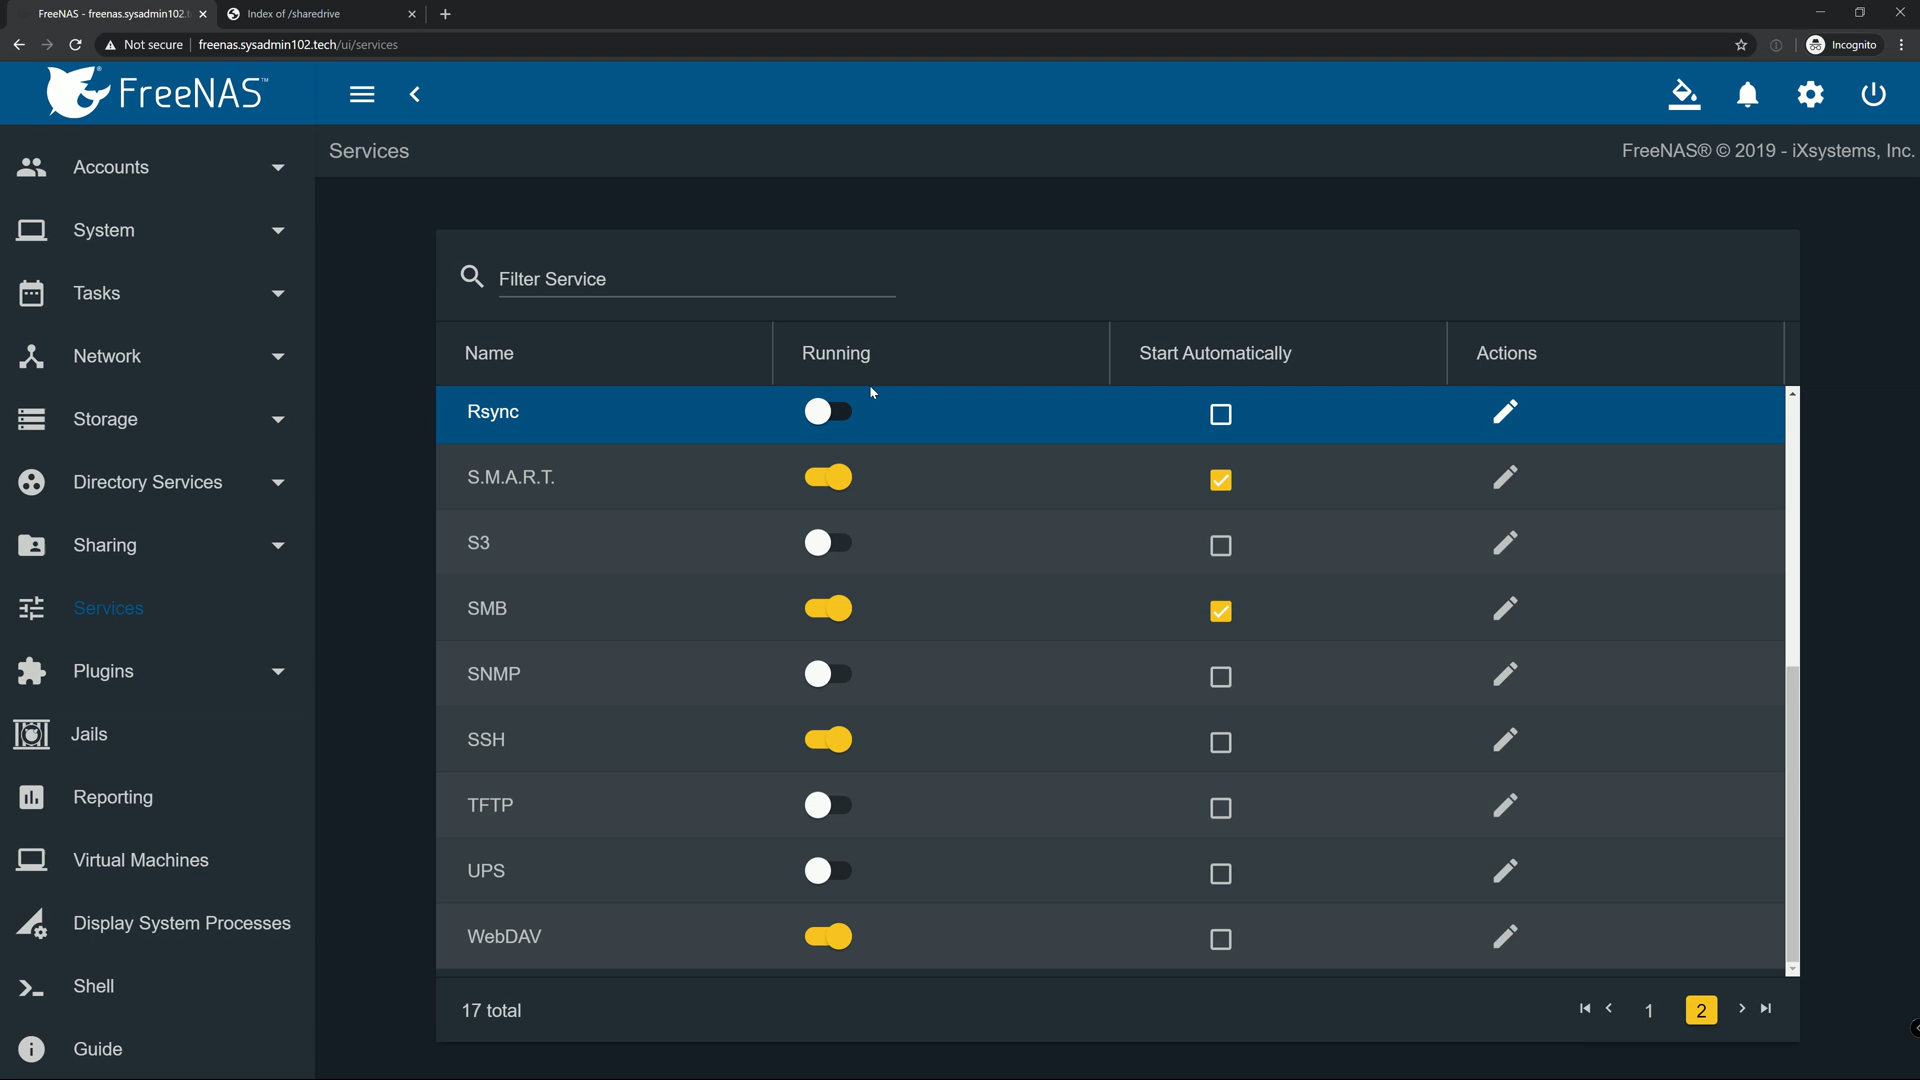 FreeNAS - freenas.sysadmin102.t
Index of /sharedrive
Not secure
freenas.sysadmin102.tech/ui/services
Incognito
FreeNAS™
Services
FreeNAS® © 2019 - iXsystems, Inc.
Accounts
System
Tasks
Network
Storage
Directory Services
Sharing
Services
Plugins
Jails
Reporting
Virtual Machines
Display System Processes
Shell
Guide
Filter Service
Name Running Start Automatically Actions
Rsync
S.M.A.R.T.
S3
SMB
SNMP
SSH
TFTP
UPS
WebDAV
17 total
1 2